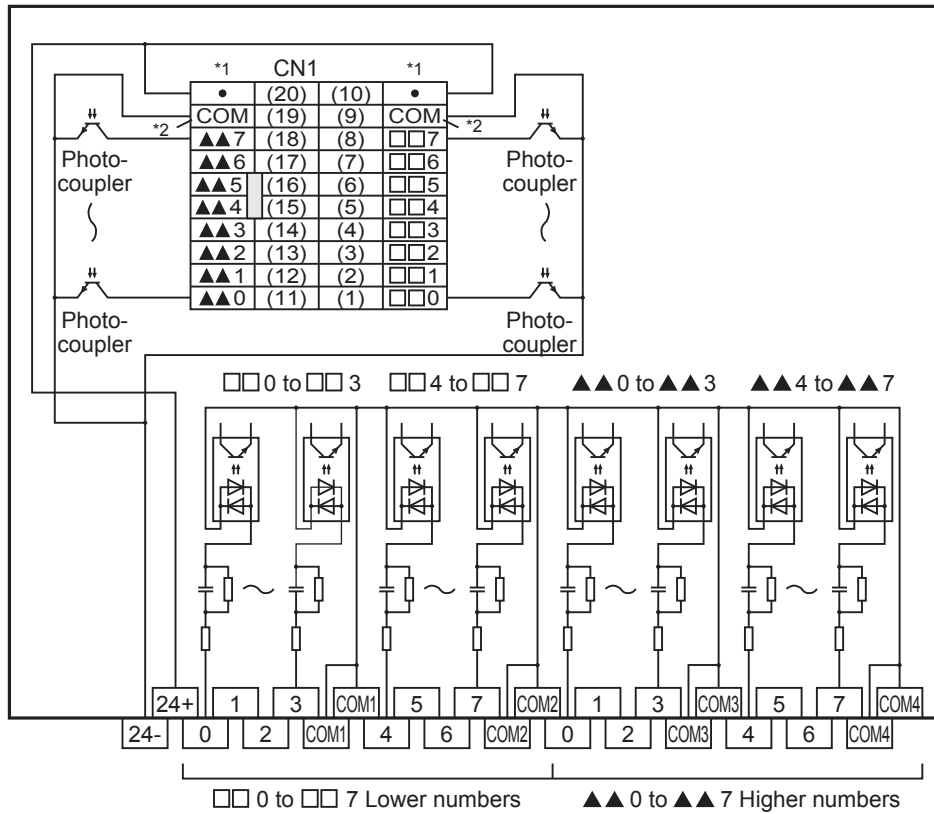 *1 CN1 *1
● (20) (10) ●
COM (19) (9) COM
*2 *2
▲▲7 (18) (8) □□7
▲▲6 (17) (7) □□6
▲▲5 (16) (6) □□5
▲▲4 (15) (5) □□4
▲▲3 (14) (4) □□3
▲▲2 (13) (3) □□2
▲▲1 (12) (2) □□1
▲▲0 (11) (1) □□0
Photo-
coupler
Photo-
coupler
Photo-
coupler
Photo-
coupler
□□0 to □□3 □□4 to □□7 ▲▲0 to ▲▲3 ▲▲4 to ▲▲7
24+ 1 3 COM1 5 7 COM2 1 3 COM3 5 7 COM4
24- 0 2 COM1 4 6 COM2 0 2 COM3 4 6 COM4
□□ 0 to □□ 7 Lower numbers ▲▲ 0 to ▲▲ 7 Higher numbers